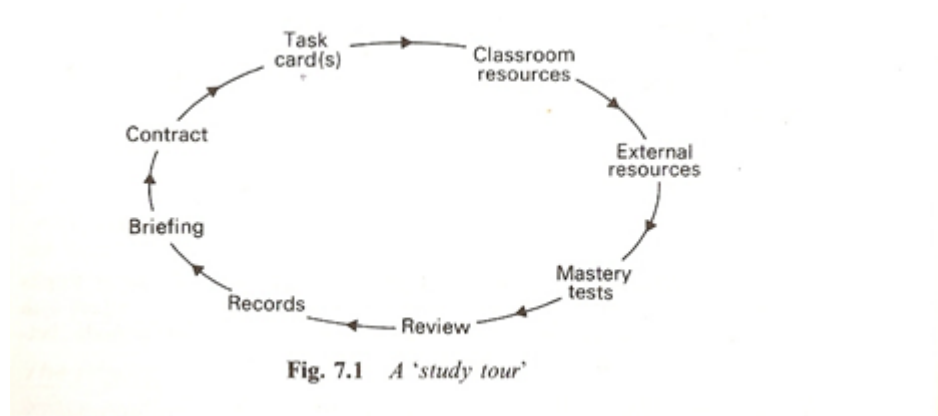 Task
card(s)
Classroom
resources
External
resources
Mastery
tests
Review
Records
Briefing
Contract
Fig. 7.1 A ‘study tour’